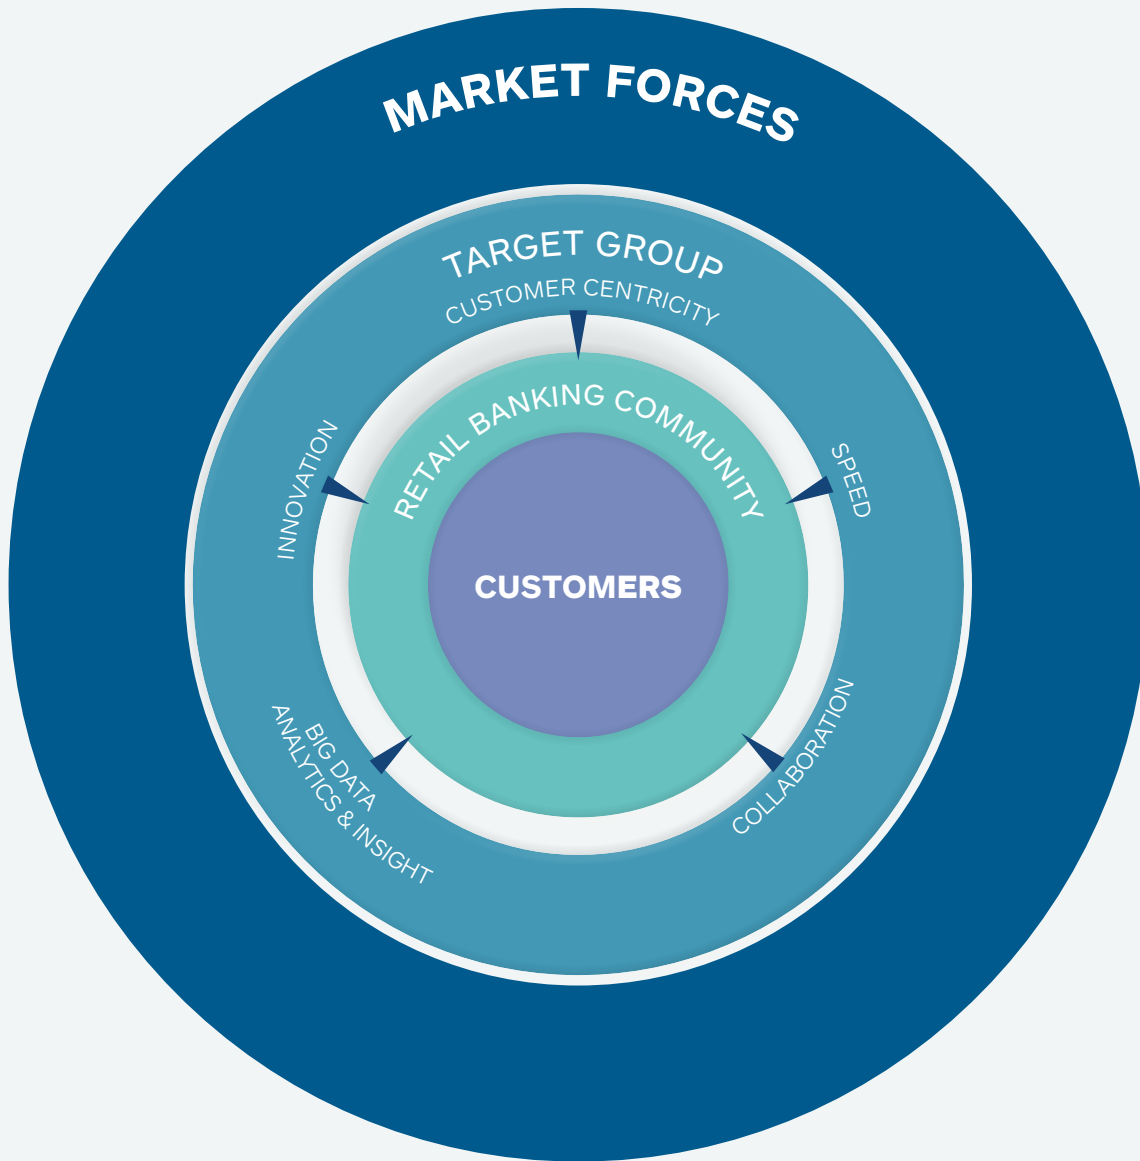 MARKET FORCES
TARGET GROUP
CUSTOMER CENTRICITY
RETAIL BANKING COMMUNITY
INNOVATION
SPEED
CUSTOMERS
BIG DATA
ANALYTICS & INSIGHT
COLLABORATION